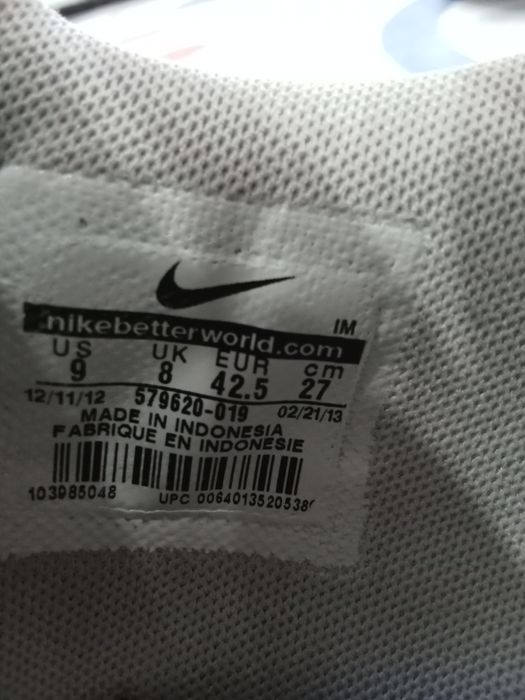 IM
nikebetterworld.com
US UK EUR cm
9 8 42.5 27
12/11/12 579620-019 02/21/13
MADE IN INDONESIA
FABRIQUE EN INDONESIE
103985048 UPC